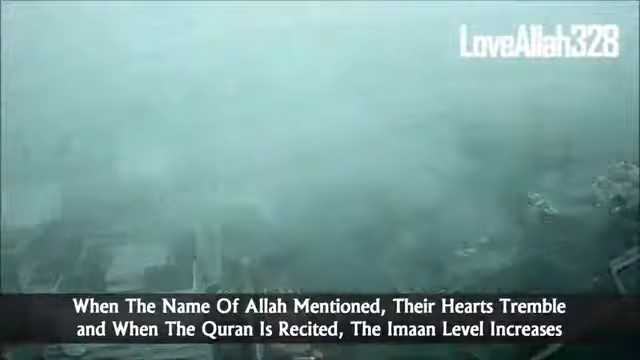 LoveAllah328
When The Name Of Allah Mentioned, Their Hearts Tremble
and When The Quran Is Recited, The Imaan Level Increases